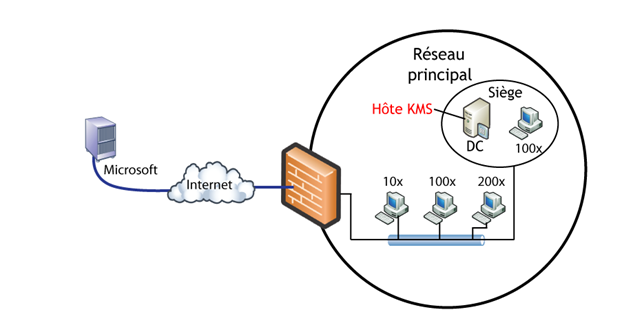 Réseau
principal
Siège
Hôte KMS
DC
100x
Microsoft
Internet
10x
100x
200x